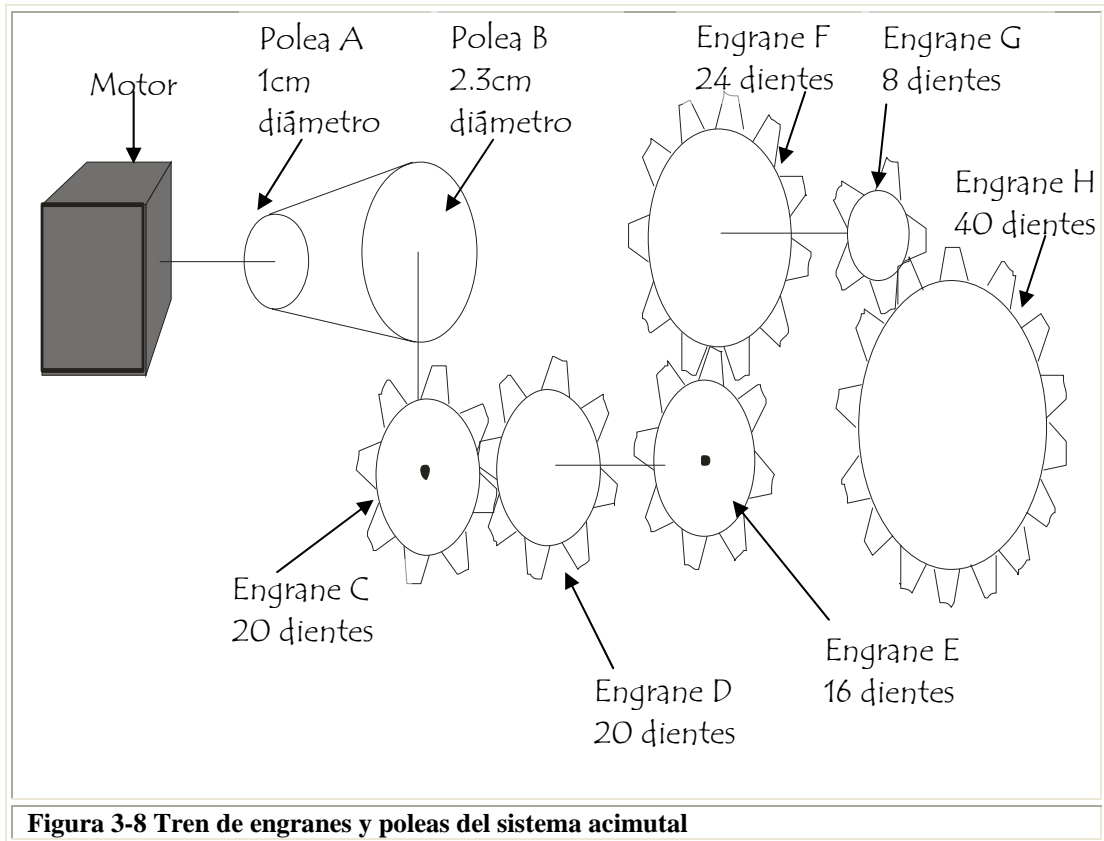 Polea A
1cm
diámetro
Polea B
2.3cm
diámetro
Engrane F
24 dientes
Engrane G
8 dientes
Motor
Engrane H
40 dientes
Engrane C
20 dientes
Engrane D
20 dientes
Engrane E
16 dientes
Figura 3-8 Tren de engranes y poleas del sistema acimutal